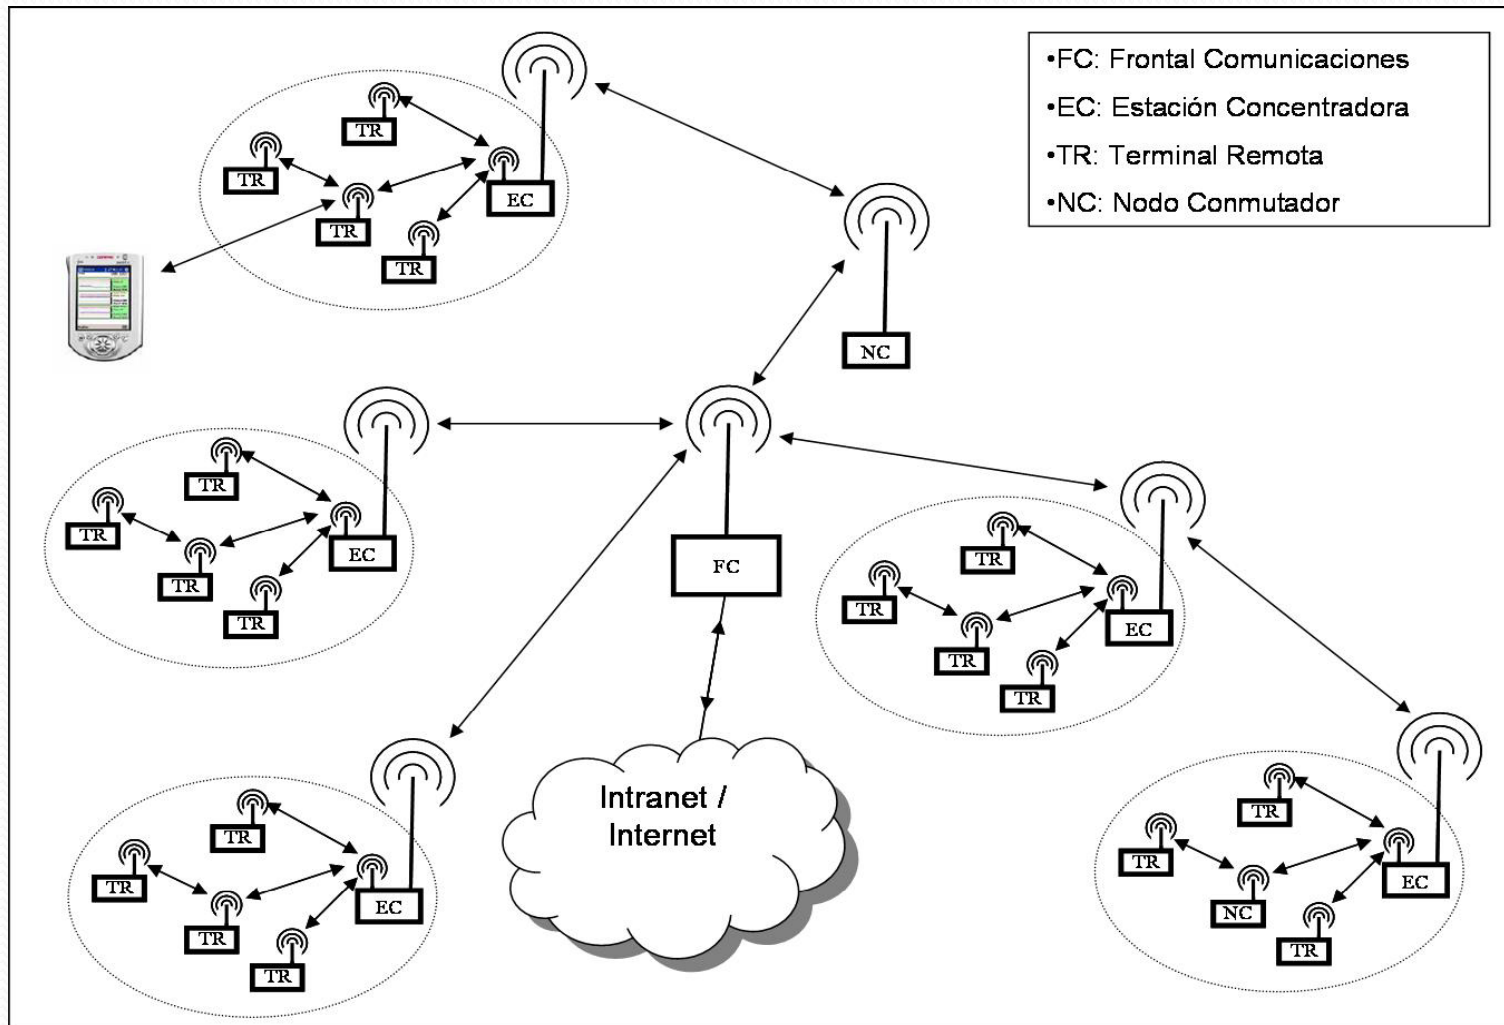 •FC: Frontal Comunicaciones
•EC: Estación Concentradora
•TR: Terminal Remota
•NC: Nodo Conmutador
TR
TR
EC
TR
TR
NC
TR
TR
EC
TR
TR
FC
TR
TR
EC
TR
TR
Intranet /
Internet
TR
TR
EC
TR
TR
TR
TR
EC
NC
TR